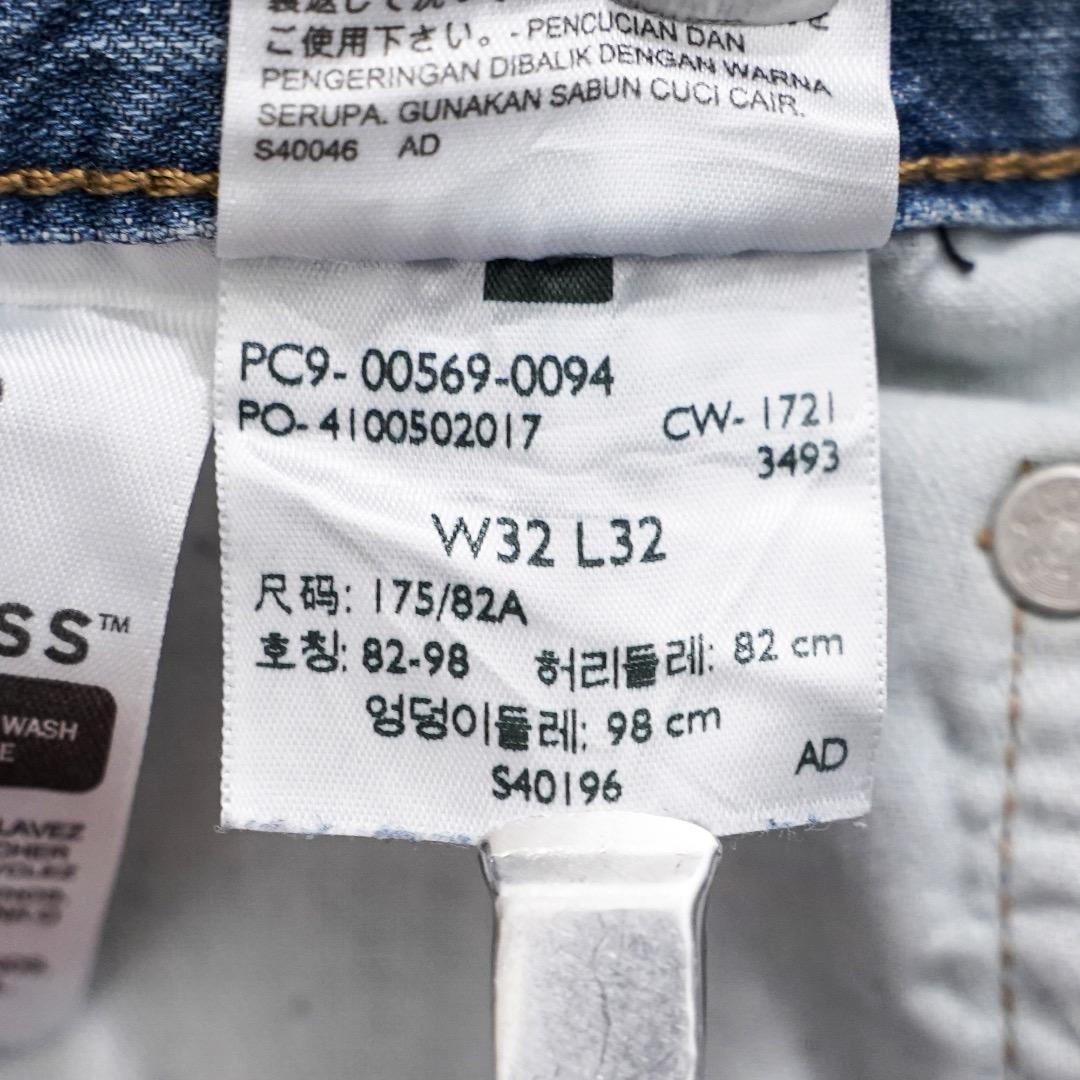 ご使用下さい。- PENCUCIAN DAN
PENGERINGAN DIBALIK DENGAN WARNA
SERUPA. GUNAKAN SABUN CUCI CAIR.
S40046 AD
PC9- 00569-0094
PO- 4100502017
CW- 1721
3493
W32 L32
尺码: 175/82A
호칭: 82-98 허리둘레: 82 cm
엉덩이둘레: 98 cm
AD
S40196
SS™
WASH
LAVEZ